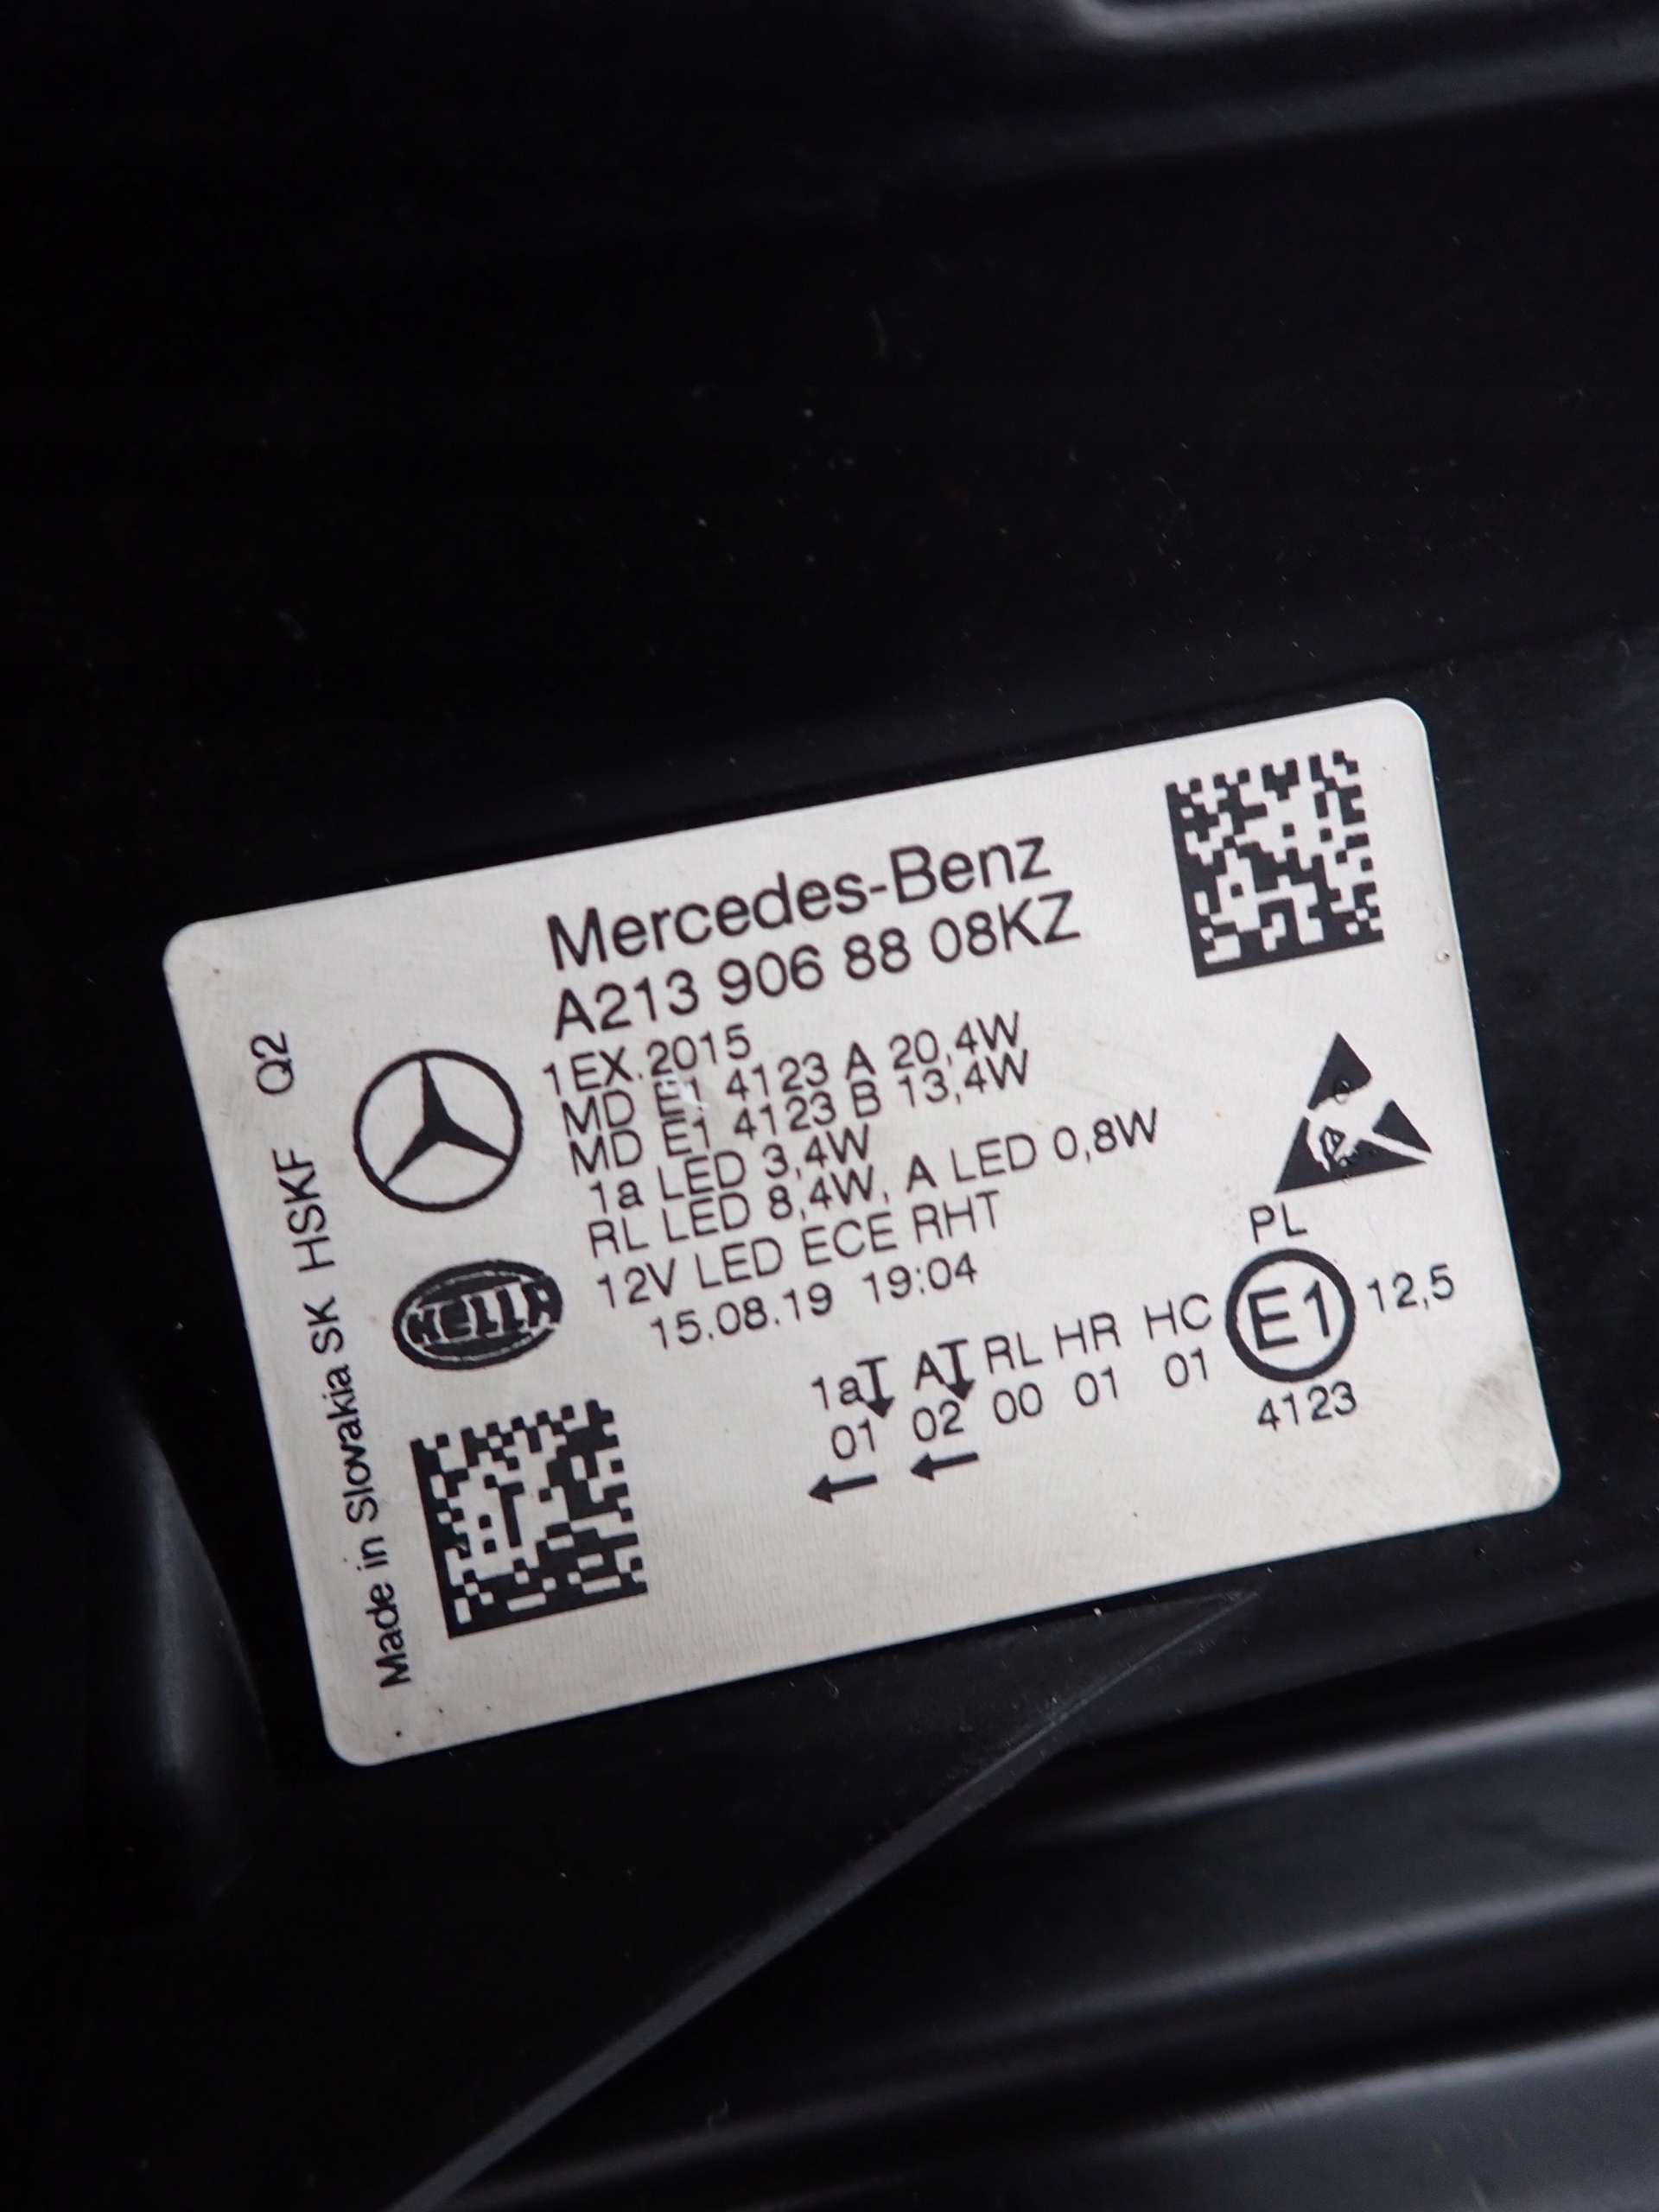 Mercedes-Benz
A213 906 88 08KZ
1EX.2015
MD E1 4123 A 20,4W
MD E1 4123 B 13,4W
1a LED 3,4W
RL LED 8,4W, A LED 0,8W
12V LED ECE RHT
15.08.19 19:04
1a A RL HR HC
01 02 00 01 01
PL
E1
12,5
4123
HELLA
Made in Slovakia SK HSKF Q2